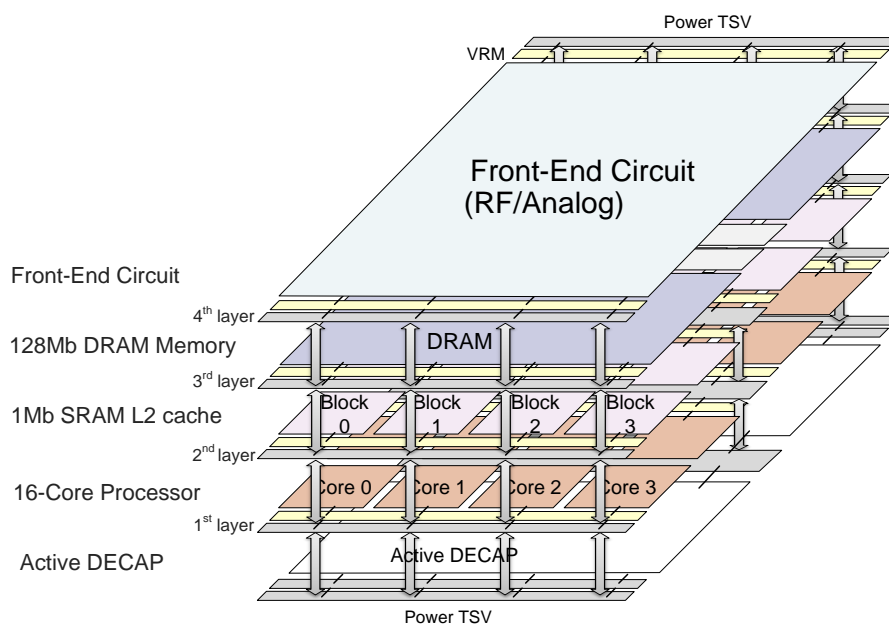 Power TSV
VRM
Front-End Circuit
(RF/Analog)
Front-End Circuit
4th layer
128Mb DRAM Memory
DRAM
3rd layer
1Mb SRAM L2 cache
Block 0
Block 1
Block 2
Block 3
2nd layer
16-Core Processor
Core 0
Core 1
Core 2
Core 3
1st layer
Active DECAP
Active DECAP
Power TSV